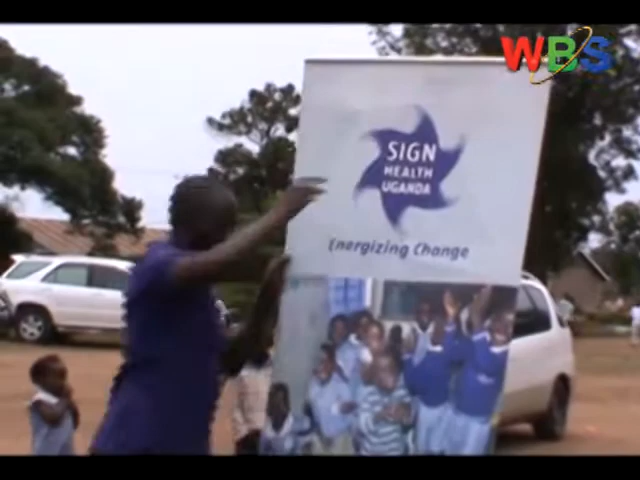 WBS
SIGN
HEALTH
UGANDA
Energizing Change